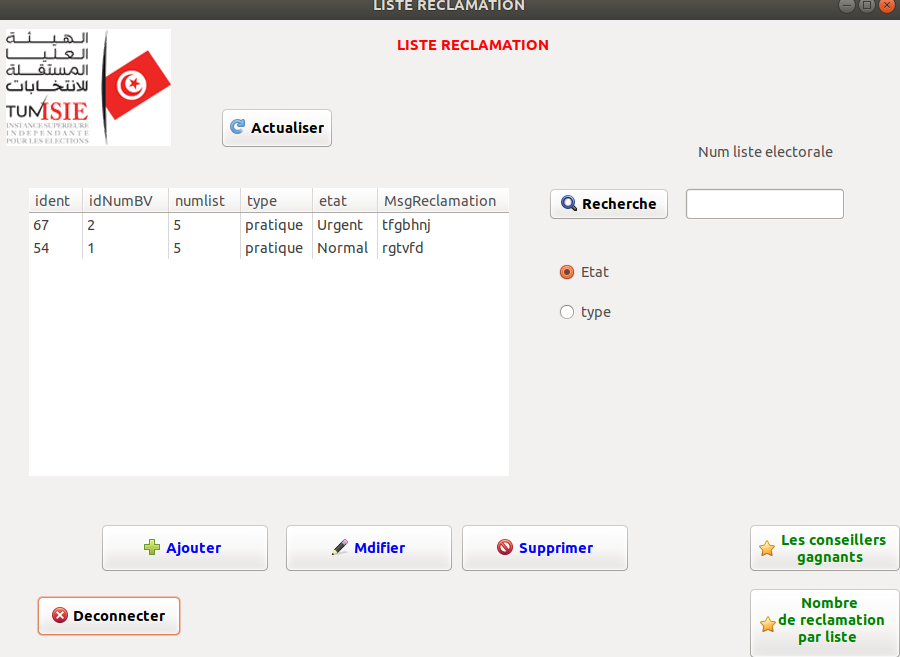 LISTE RECLAMATION
LISTE RECLAMATION
الهيئة
العليا
المستقلة
للانتخابات
TUNISIE
INSTANCE SUPERIEURE
INDEPENDANTE
POUR LES ELECTIONS
Actualiser
Num liste electorale
ident idNumBV numlist type etat MsgReclamation
67 2 5 pratique Urgent tfgbhnj
54 1 5 pratique Normal rgtvfd
Recherche
Etat
type
Ajouter
Mdifier
Supprimer
Les conseillers
gagnants
Deconnecter
Nombre
de reclamation
par liste